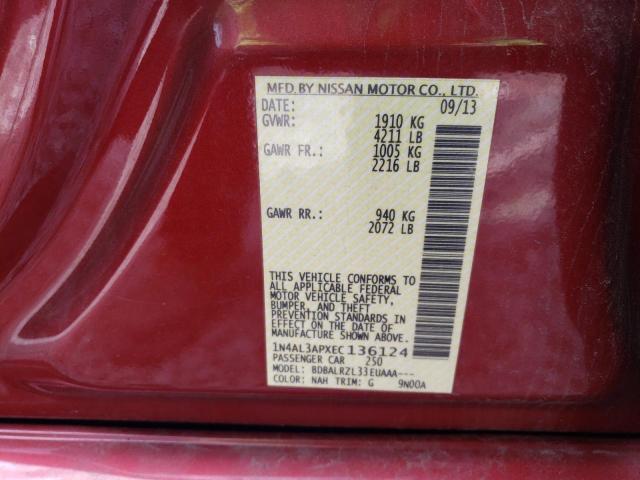 MFD.BY NISSAN MOTOR CO., LTD.
DATE: 09/13
GVWR: 1910 KG
4211 LB
GAWR FR.: 1005 KG
2216 LB
GAWR RR.: 940 KG
2072 LB
THIS VEHICLE CONFORMS TO
ALL APPLICABLE FEDERAL
MOTOR VEHICLE SAFETY,
BUMPER, AND THEFT
PREVENTION STANDARDS IN
EFFECT ON THE DATE OF
MANUFACTURE SHOWN ABOVE.
1N4AL3APXEC136124
PASSENGER CAR 250
MODEL: BDBALRZL33EUAAA---
COLOR: NAH TRIM: G 9N00A